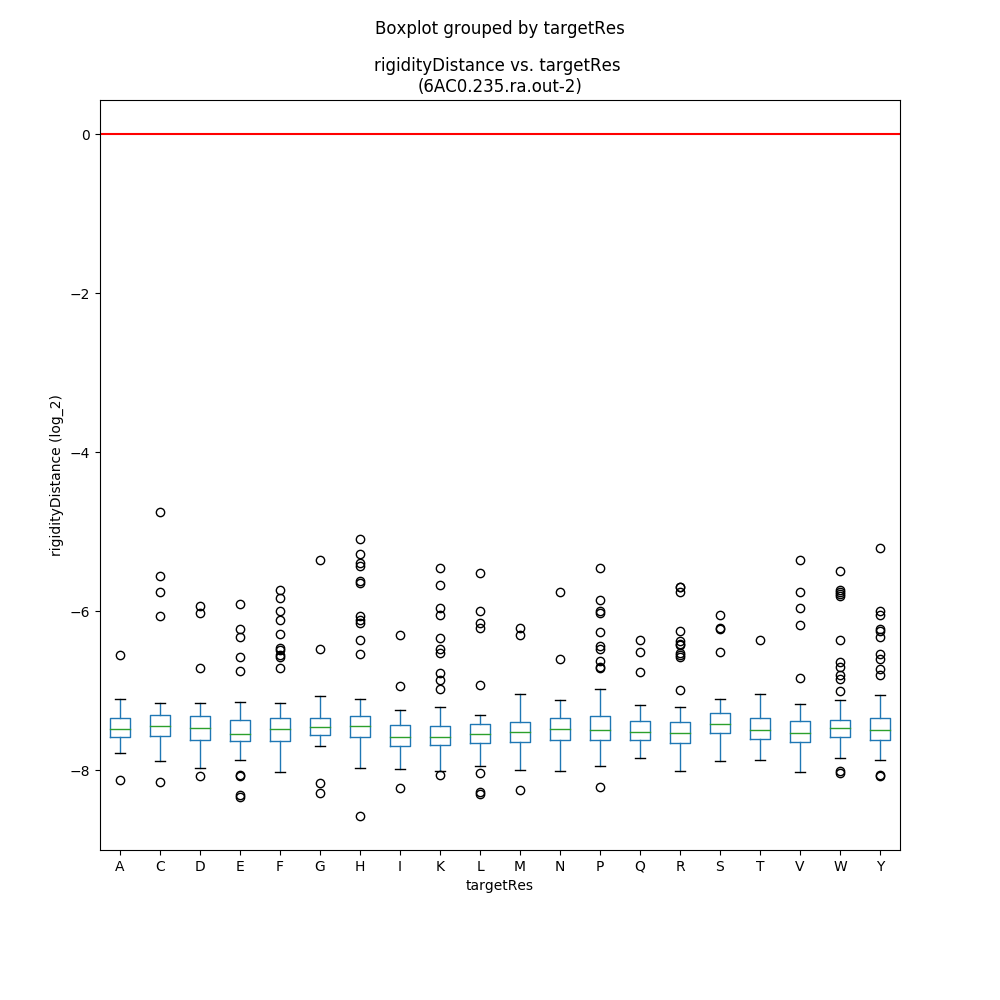 Boxplot grouped by targetRes
rigidityDistance vs. targetRes
(6AC0.235.ra.out-2)
0
−2
−4
−6
−8
rigidityDistance (log_2)
A C D E F G H I K L M N P Q R S T V W Y
targetRes